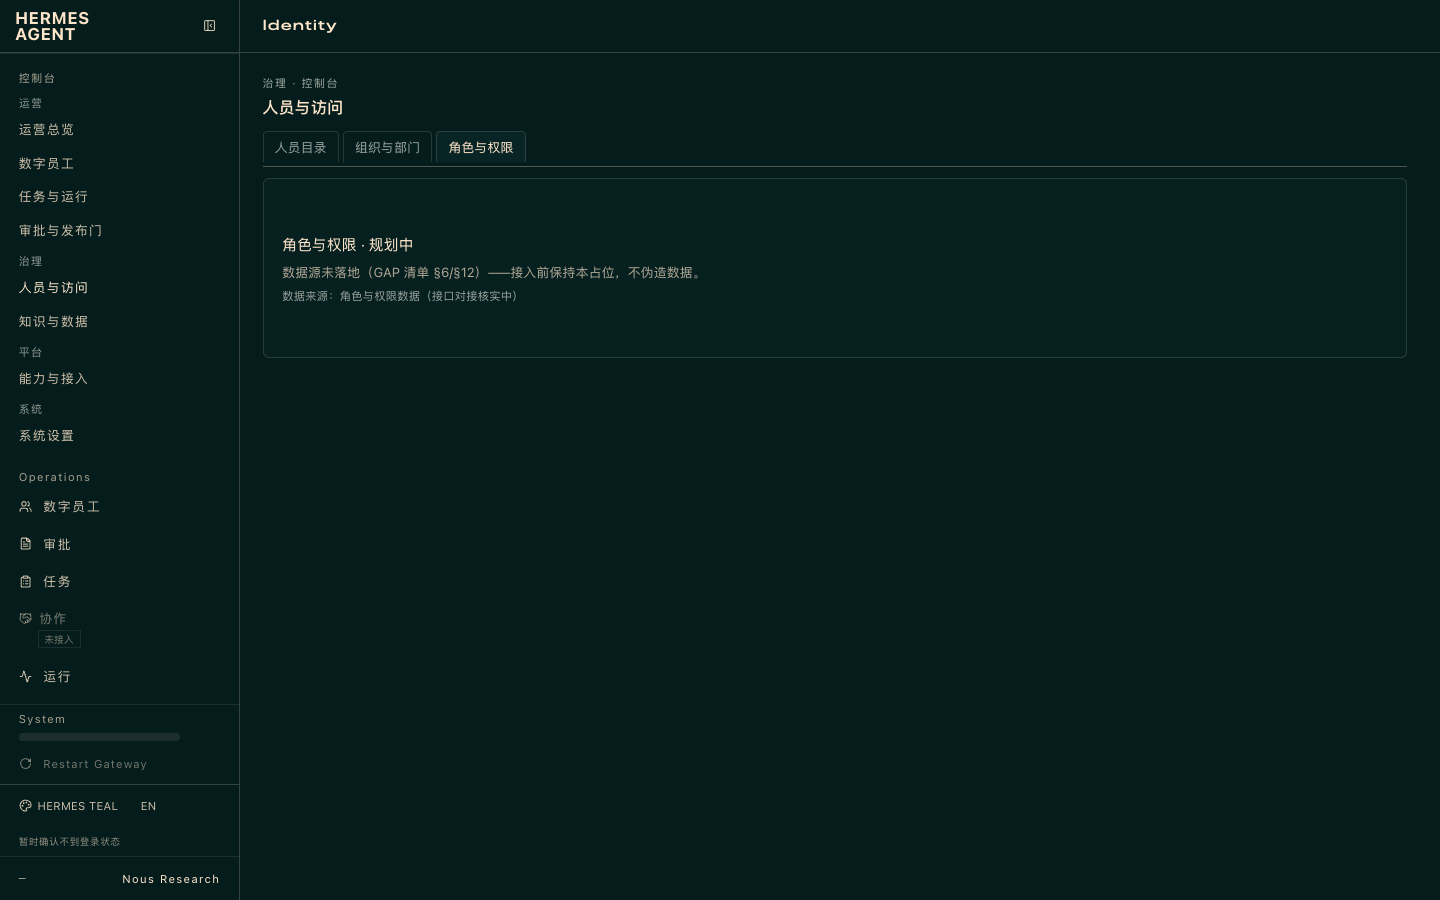 HERMES
AGENT
控制台
运营
运营总览
数字员工
任务与运行
审批与发布门
治理
人员与访问
知识与数据
平台
能力与接入
系统
系统设置
Operations
数字员工
审批
任务
协作
未接入
运行
System
Restart Gateway
HERMES TEAL EN
暂时确认不到登录状态
– Nous Research
Identity
治理 · 控制台
人员与访问
人员目录 组织与部门 角色与权限
角色与权限 · 规划中
数据源未落地（GAP 清单 §6/§12）——接入前保持本占位，不伪造数据。
数据来源：角色与权限数据（接口对接核实中）